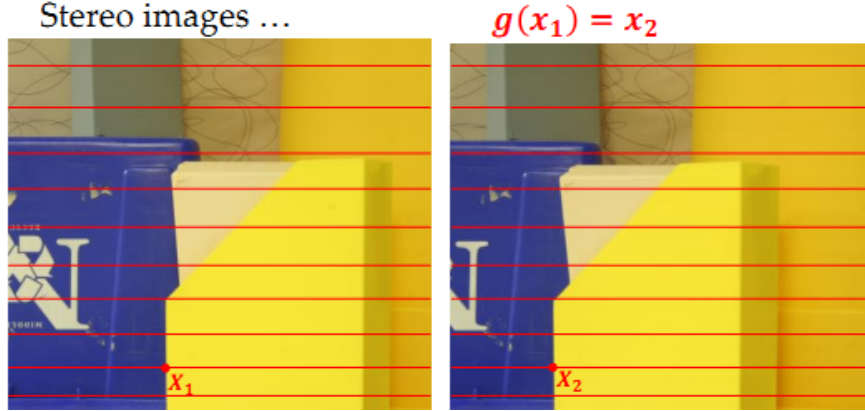 Stereo images …
g(x₁) = x₂
N
N
X₁
X₂